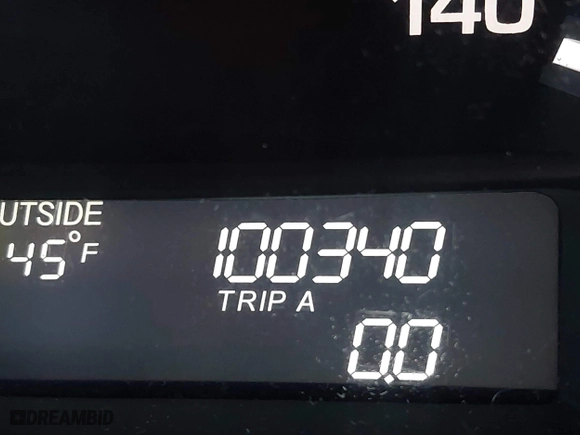 140
UTSIDE
45°F
100340
TRIP A
0.0
DREAMBID